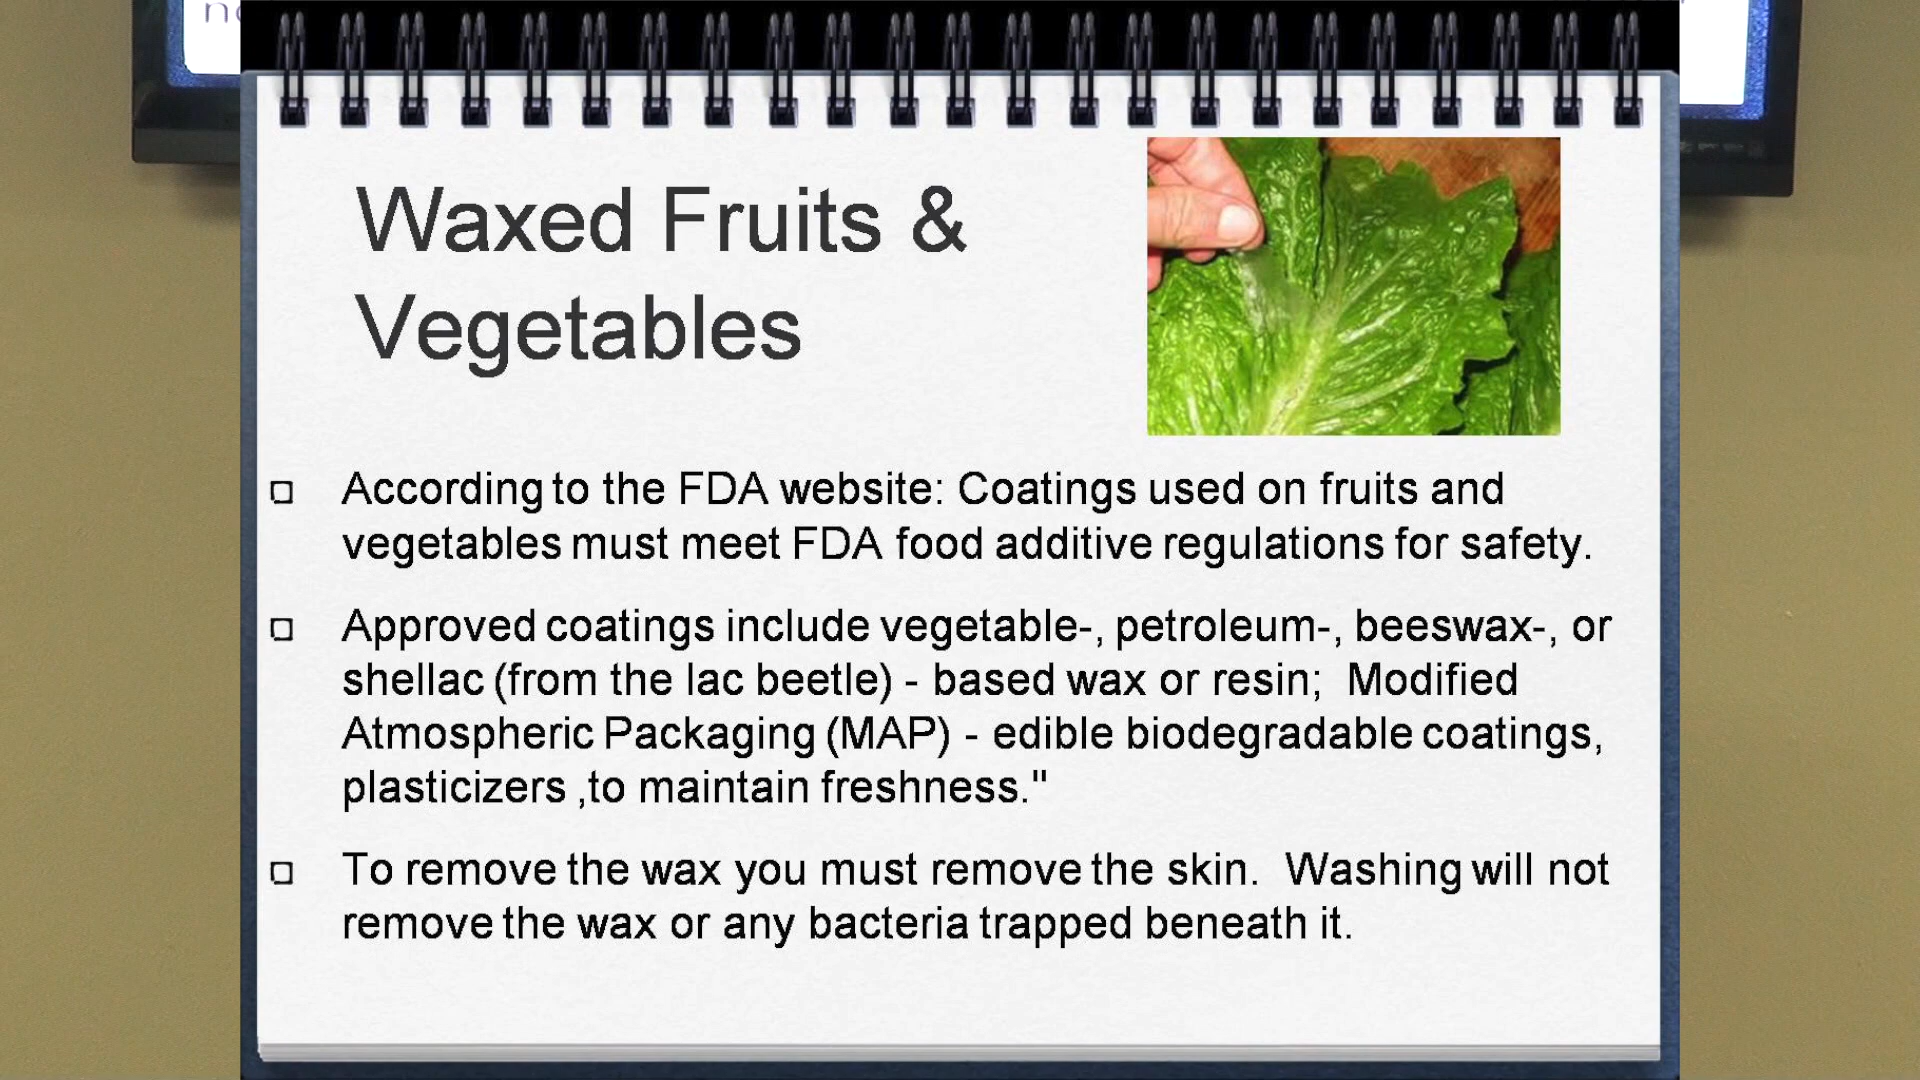 Waxed Fruits &
Vegetables
According to the FDA website: Coatings used on fruits and
vegetables must meet FDA food additive regulations for safety.
Approved coatings include vegetable-, petroleum-, beeswax-, or
shellac (from the lac beetle) - based wax or resin;  Modified
Atmospheric Packaging (MAP) - edible biodegradable coatings,
plasticizers ,to maintain freshness."
To remove the wax you must remove the skin.  Washing will not
remove the wax or any bacteria trapped beneath it.